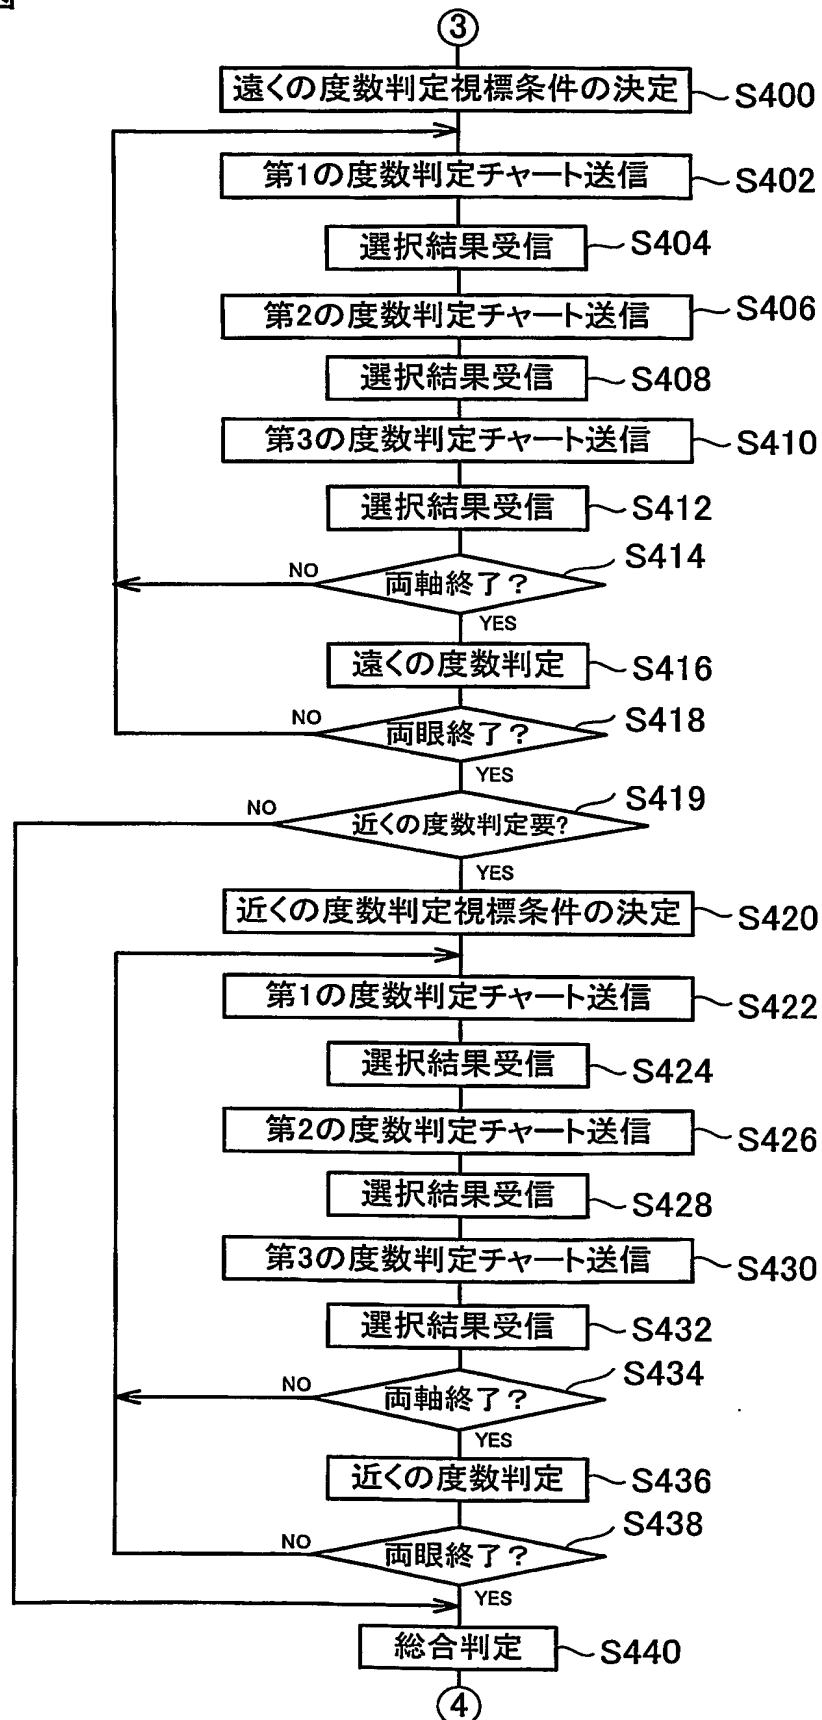 ③
遠くの度数判定視標条件の決定 S400
第1の度数判定チャート送信 S402
選択結果受信 S404
第2の度数判定チャート送信 S406
選択結果受信 S408
第3の度数判定チャート送信 S410
選択結果受信 S412
両軸終了? S414
NO
YES
遠くの度数判定 S416
両眼終了? S418
NO
YES
近くの度数判定要? S419
NO
YES
近くの度数判定視標条件の決定 S420
第1の度数判定チャート送信 S422
選択結果受信 S424
第2の度数判定チャート送信 S426
選択結果受信 S428
第3の度数判定チャート送信 S430
選択結果受信 S432
両軸終了? S434
NO
YES
近くの度数判定 S436
両眼終了? S438
NO
YES
総合判定 S440
④